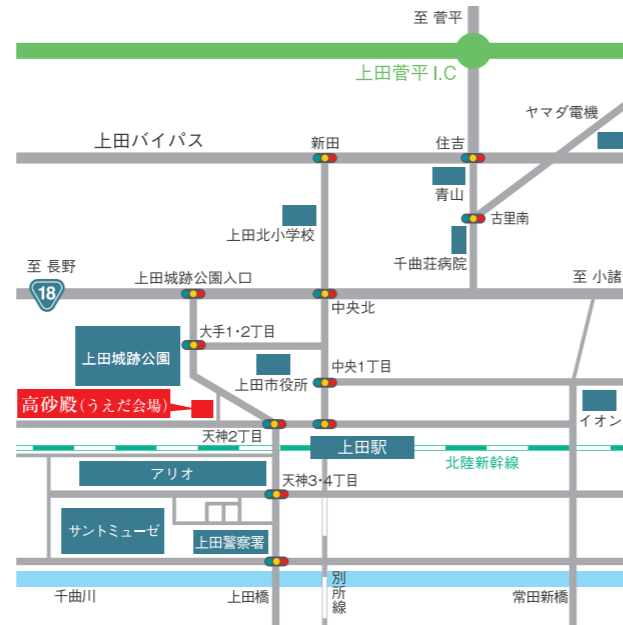 至 菅平
上田菅平 I.C
ヤマダ電機
上田バイパス
新田
住吉
青山
上田北小学校
古里南
千曲荘病院
至 長野
18
上田城跡公園入口
至 小諸
中央北
大手1・2丁目
上田城跡公園
上田市役所
中央1丁目
高砂殿(うえだ会場)
イオン
天神2丁目
上田駅
北陸新幹線
アリオ
天神3・4丁目
サントミューゼ
上田警察署
千曲川
上田橋
別所線
常田新橋